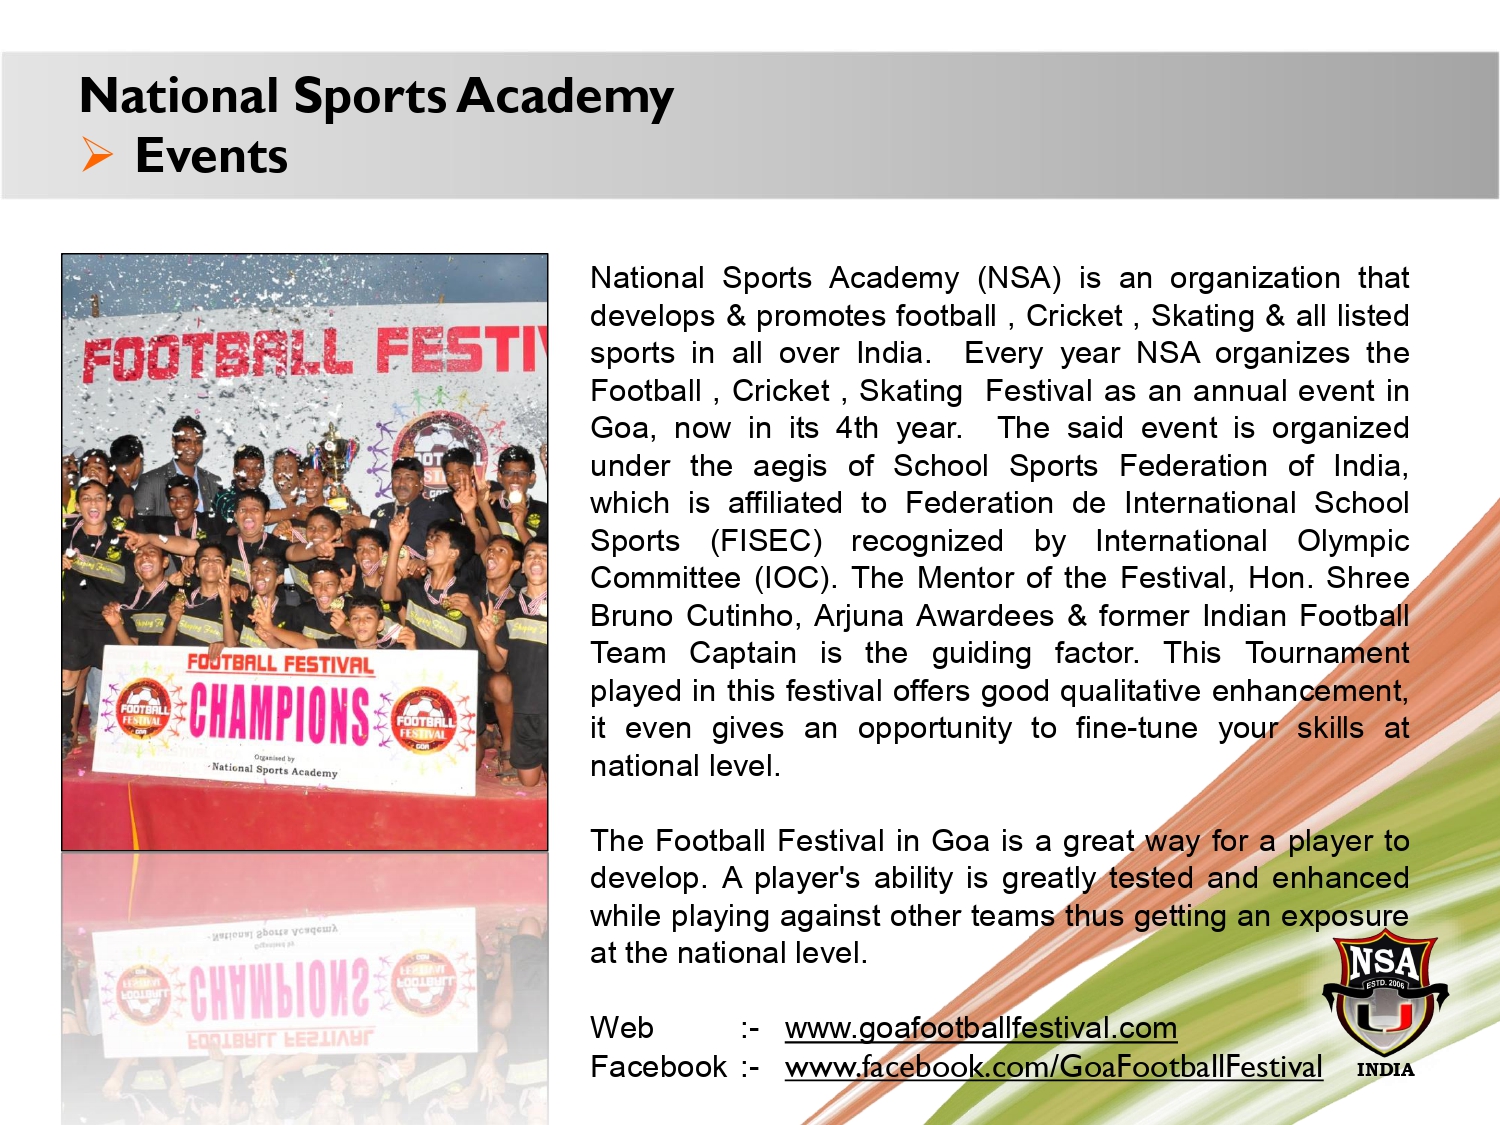 National Sports Academy
Events
FOOTBALL FESTIV
FOOTBALL FESTIVAL
CHAMPIONS
FOOTBALL
FESTIVAL
GOA
FOOTBALL
FESTIVAL
GOA
Organised by
- National Sports Academy
National Sports Academy (NSA) is an organization that
develops & promotes football , Cricket , Skating & all listed
sports in all over India. Every year NSA organizes the
Football , Cricket , Skating Festival as an annual event in
Goa, now in its 4th year. The said event is organized
under the aegis of School Sports Federation of India,
which is affiliated to Federation de International School
Sports (FISEC) recognized by International Olympic
Committee (IOC). The Mentor of the Festival, Hon. Shree
Bruno Cutinho, Arjuna Awardees & former Indian Football
Team Captain is the guiding factor. This Tournament
played in this festival offers good qualitative enhancement,
it even gives an opportunity to fine-tune your skills at
national level.
The Football Festival in Goa is a great way for a player to
develop. A player's ability is greatly tested and enhanced
while playing against other teams thus getting an exposure
at the national level.
Web :- www.goafootballfestival.com
Facebook :- www.facebook.com/GoaFootballFestival
NSA
ESTD. 2006
INDIA